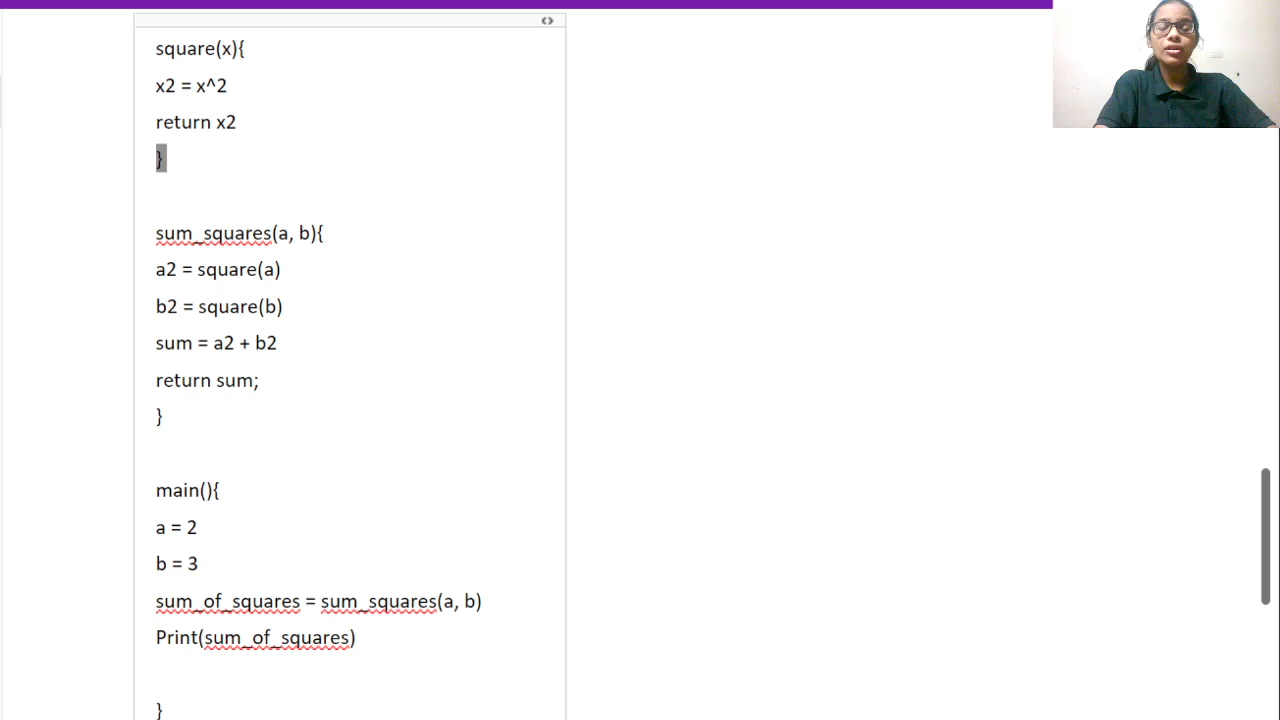 square(x){
x2 = x^2
return x2
}
sum_squares(a, b){
a2 = square(a)
b2 = square(b)
sum = a2 + b2
return sum;
}
main(){
a = 2
b = 3
sum_of_squares = sum_squares(a, b)
Print(sum_of_squares)
}